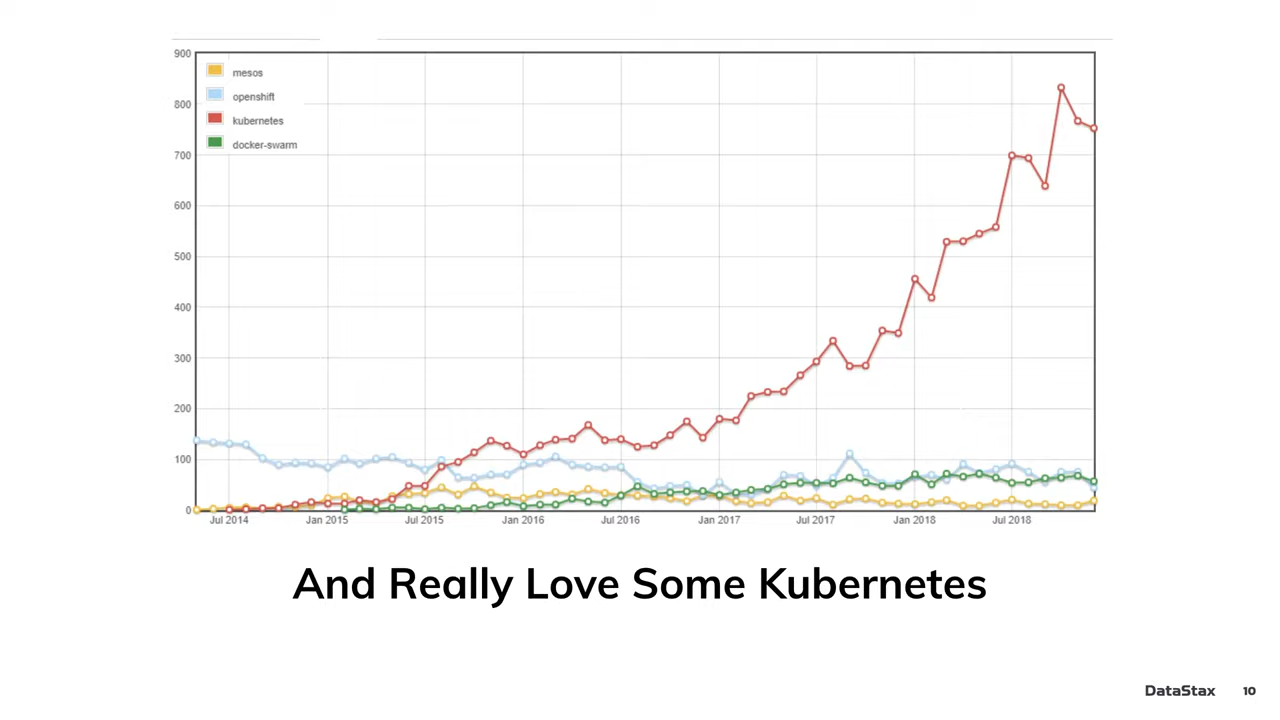 900
mesos
openshift
800
kubernetes
docker-swarm
700
600
500
400
300
200
100
0
Jul 2014 Jan 2015 Jul 2015 Jan 2016 Jul 2016 Jan 2017 Jul 2017 Jan 2018 Jul 2018
And Really Love Some Kubernetes
DataStax 10